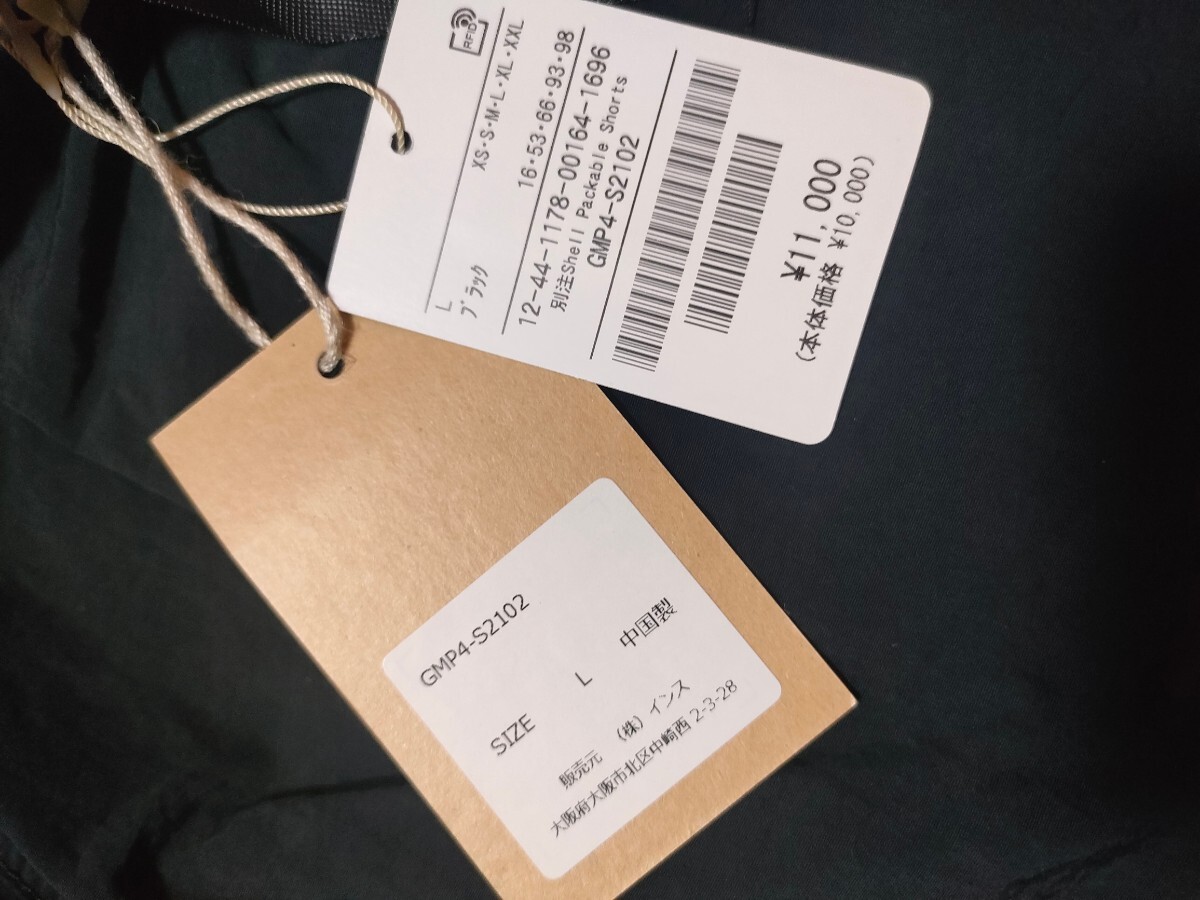 RFID
XS・S・M・L・XL・XXL
L
ブラック
16・53・66・93・98
12-44-1178-00164-1696
別注Shell Packable Shorts
GMP4-S2102
¥11,000
(本体価格 ¥10,000)
GMP4-S2102
SIZE L 中国製
販売元 (株)インス
大阪府大阪市北区中崎西 2-3-28